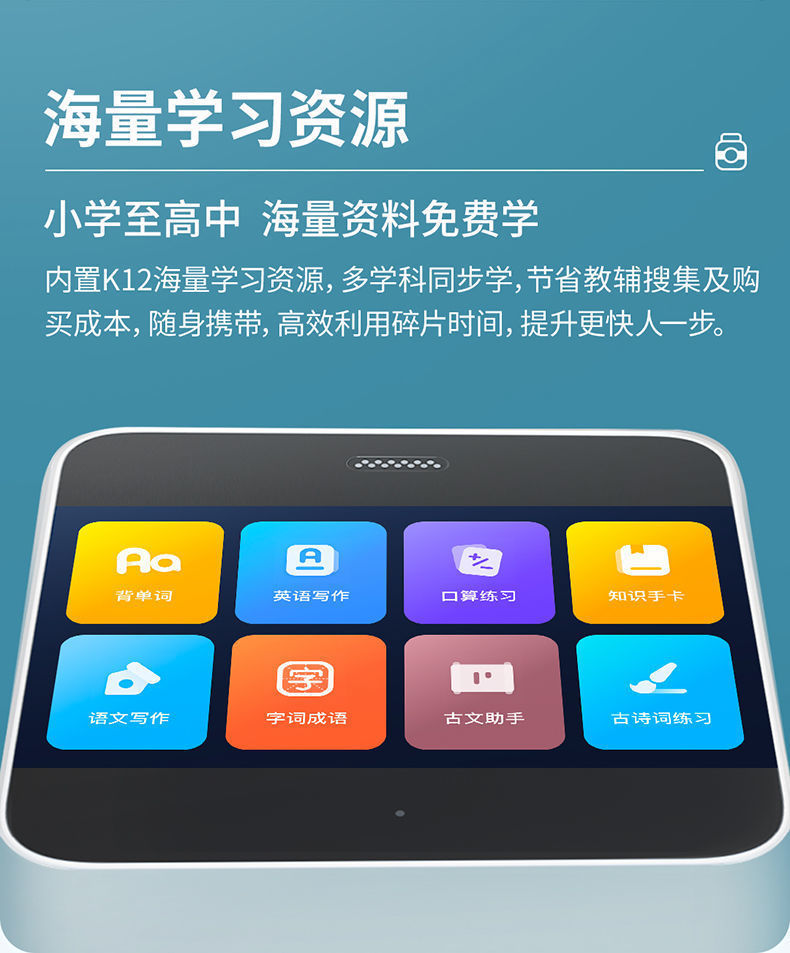 海量学习资源
小学至高中 海量资料免费学
内置K12海量学习资源，多学科同步学，节省教辅搜集及购
买成本，随身携带，高效利用碎片时间，提升更快人一步。
Aa
A
背单词 英语写作 口算练习 知识手卡
字
语文写作 字词成语 古文助手 古诗词练习